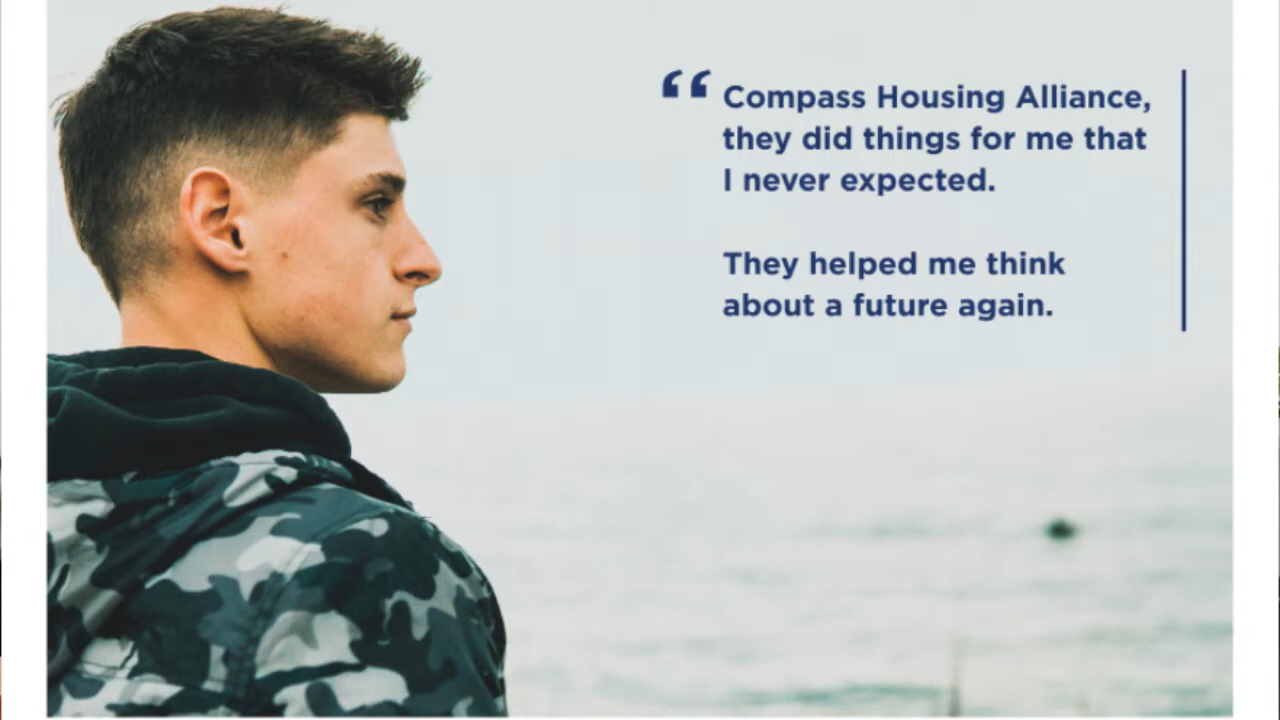 “ Compass Housing Alliance,
they did things for me that
I never expected.
They helped me think
about a future again.